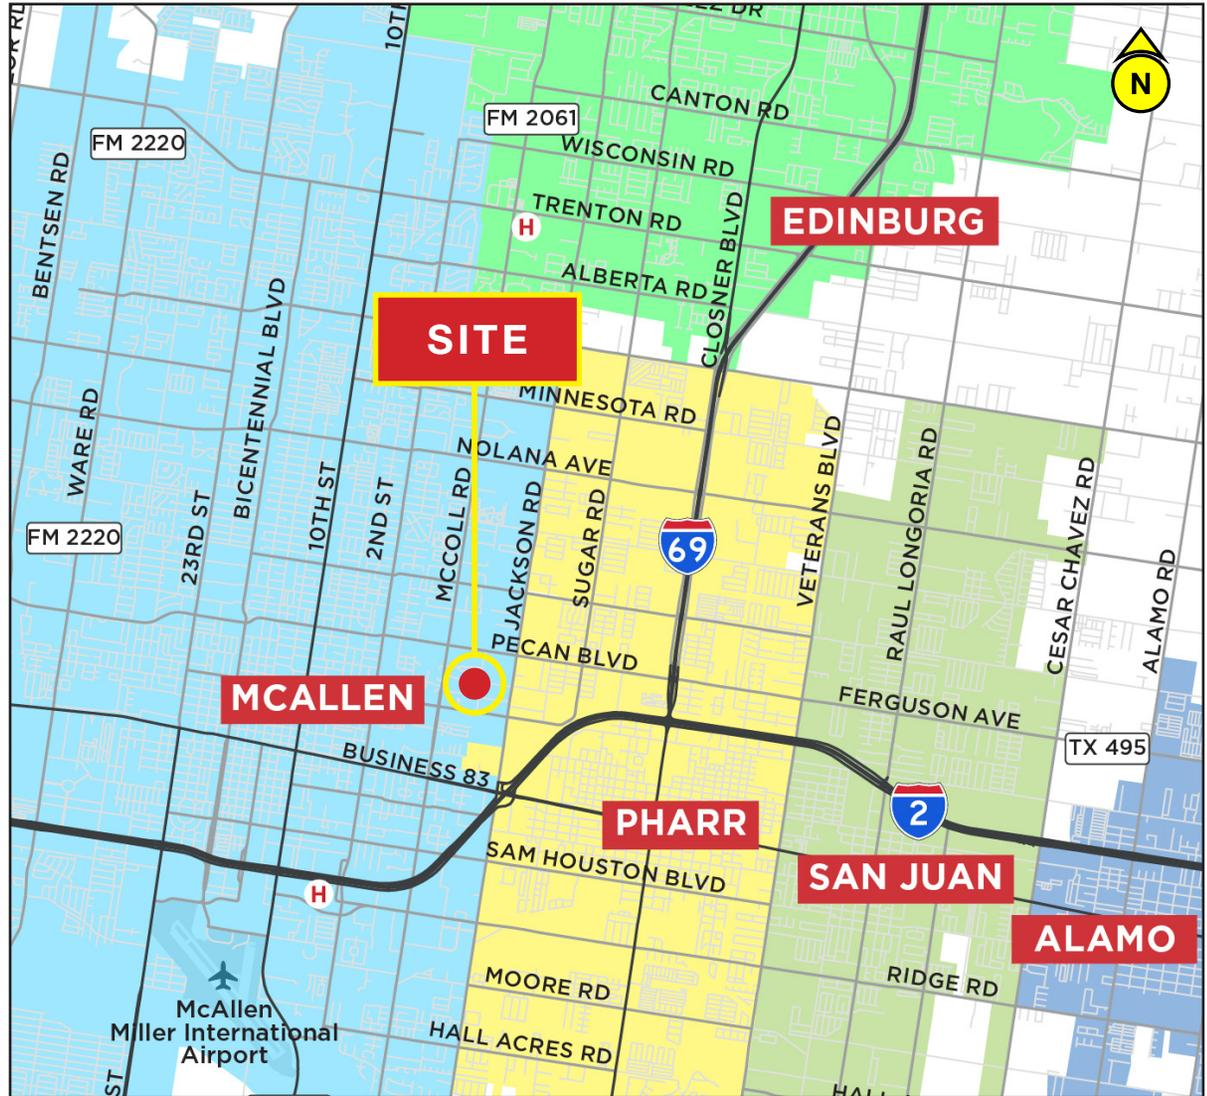 10TH
CANTON RD
N
FM 2061
FM 2220
WISCONSIN RD
BENTSEN RD
TRENTON RD
H
EDINBURG
CLOSNER BLVD
ALBERTA RD
BICENTENNIAL BLVD
SITE
MINNESOTA RD
WARE RD
NOLANA AVE
VETERANS BLVD
RAUL LONGORIA RD
CESAR CHAVEZ RD
10TH ST
2ND ST
MCCOLL RD
JACKSON RD
SUGAR RD
23RD ST
FM 2220
69
ALAMO RD
PECAN BLVD
MCALLEN
FERGUSON AVE
TX 495
BUSINESS 83
2
PHARR
SAM HOUSTON BLVD
SAN JUAN
H
ALAMO
MOORE RD
RIDGE RD
McAllen
Miller International
Airport
HALL ACRES RD
ST